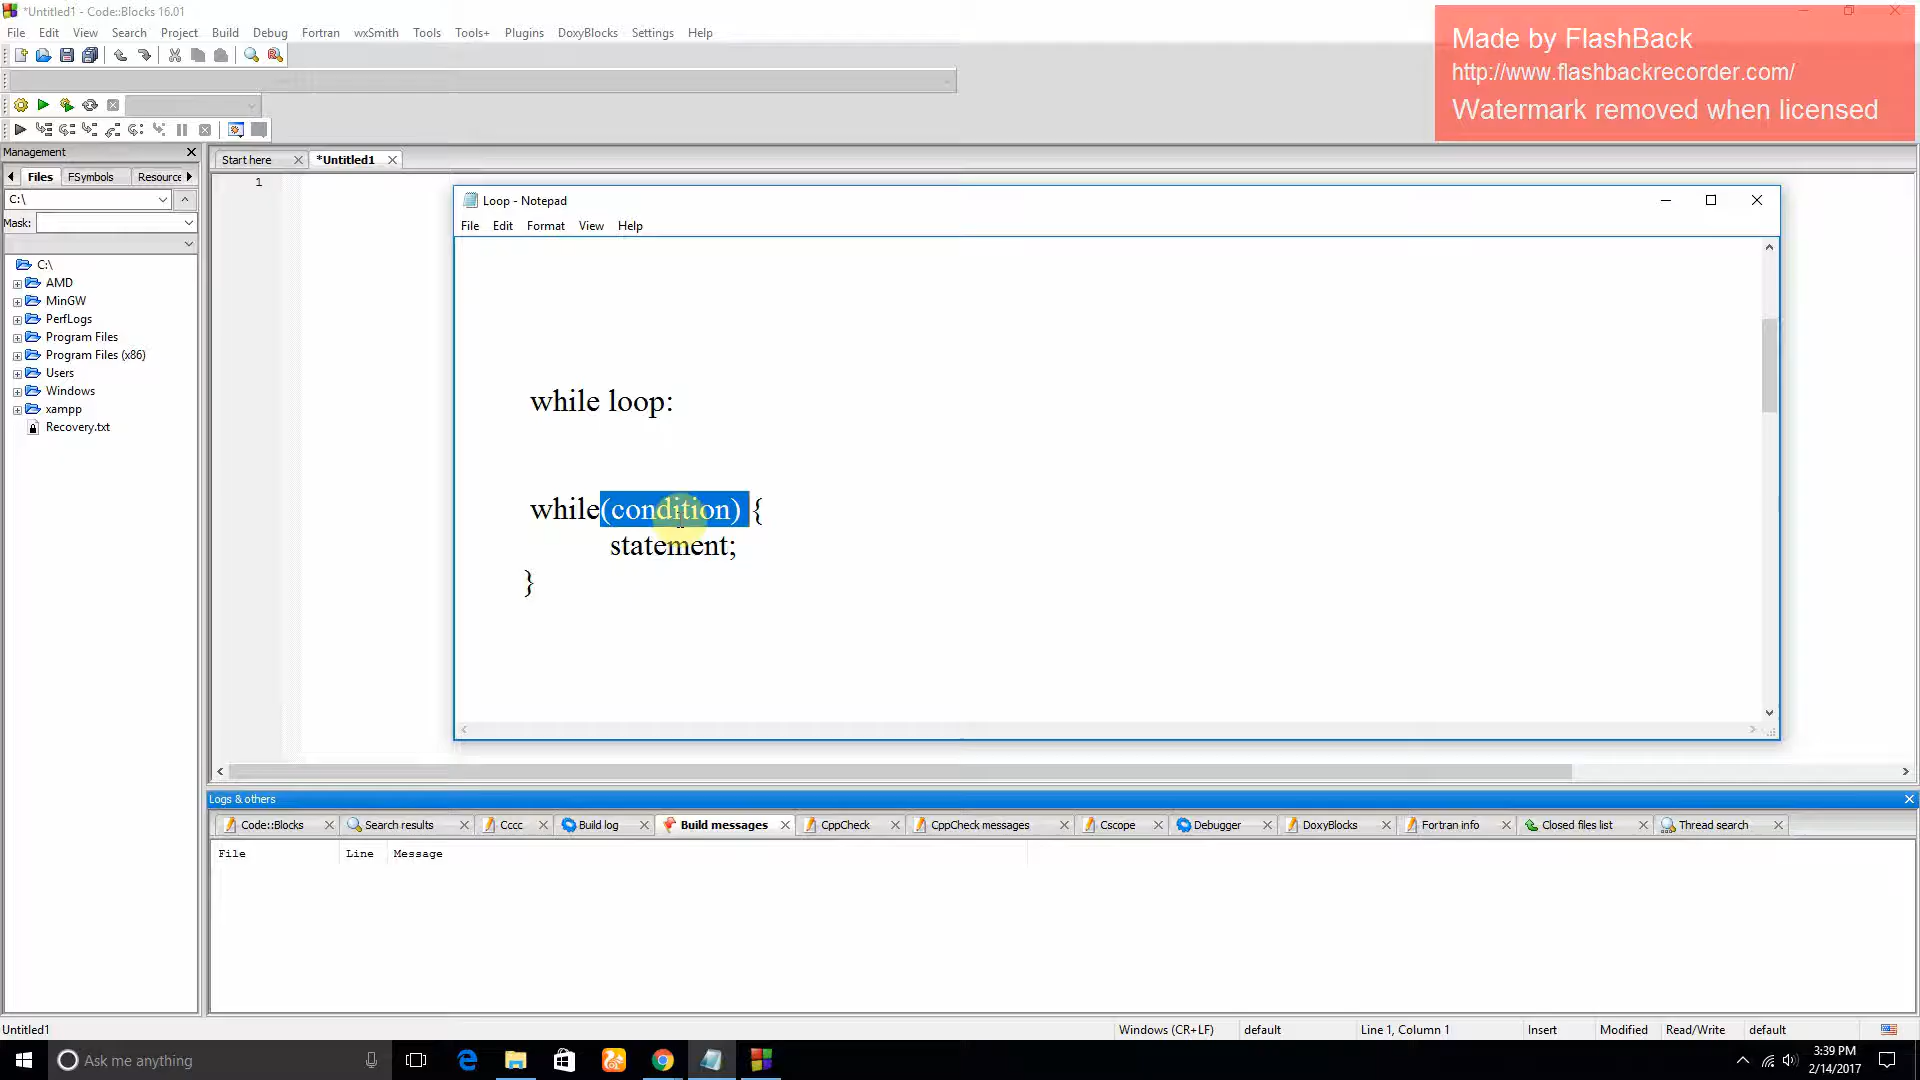 *Untitled1 - Code::Blocks 16.01
File Edit View Search Project Build Debug Fortran wxSmith Tools Tools+ Plugins DoxyBlocks Settings Help
Made by FlashBack
http://www.flashbackrecorder.com/
Watermark removed when licensed
Management
Files FSymbols Resource
C:\
Mask:
C:\
AMD
MinGW
PerfLogs
Program Files
Program Files (x86)
Users
Windows
xampp
Recovery.txt
Start here *Untitled1
1
Loop - Notepad
File Edit Format View Help
while loop:
while(condition) {
statement;
}
Logs & others
Code::Blocks Search results Cccc Build log Build messages CppCheck CppCheck messages Cscope Debugger DoxyBlocks Fortran info Closed files list Thread search
File Line Message
Untitled1 Windows (CR+LF) default Line 1, Column 1 Insert Modified Read/Write default
Ask me anything
3:39 PM
2/14/2017